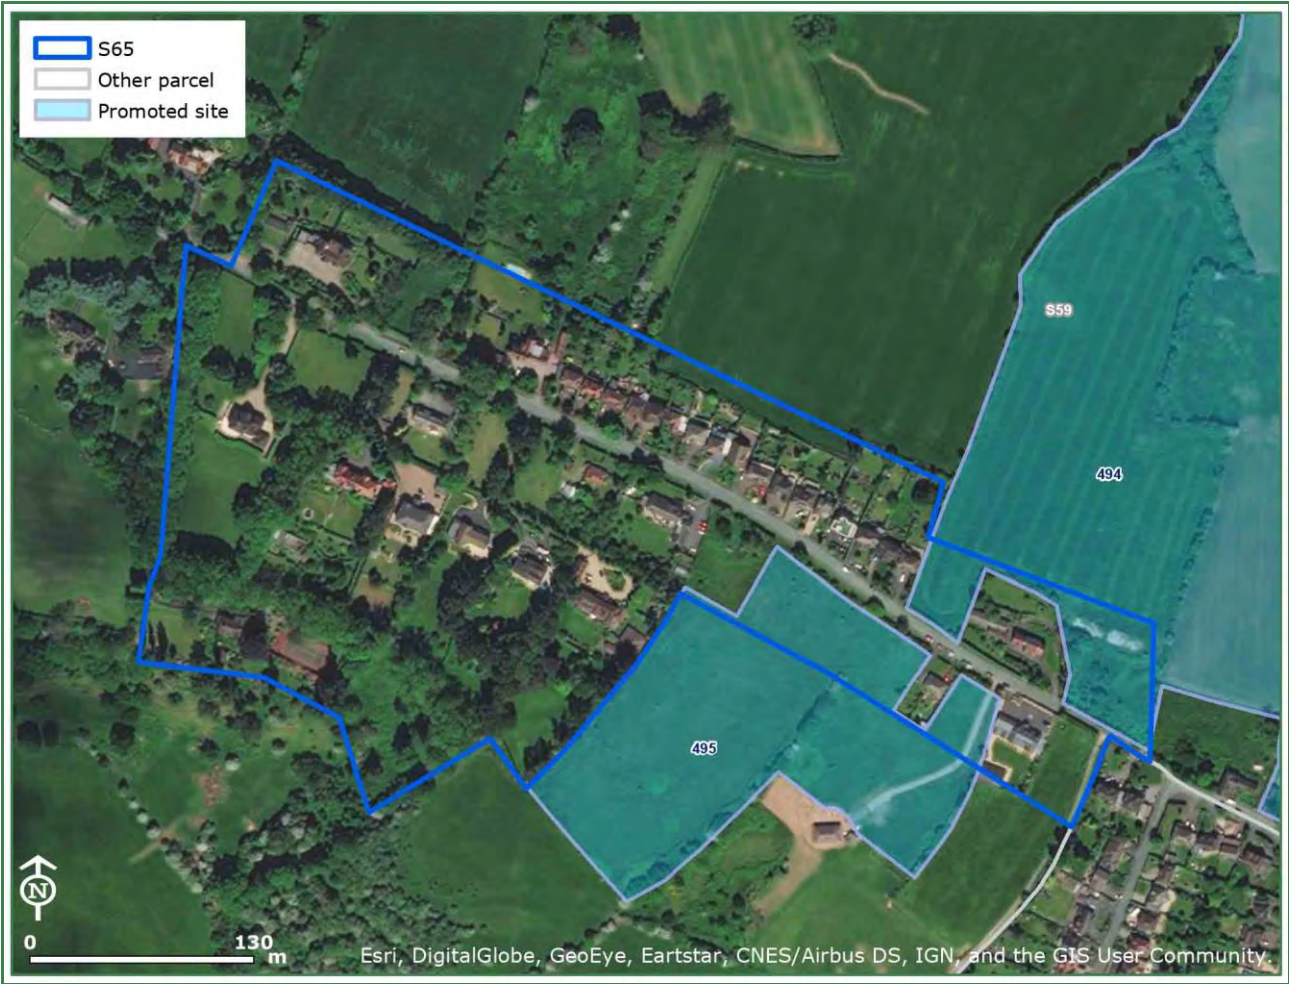 S65
Other parcel
Promoted site
S59
494
495
N
0 130 m
Esri, DigitalGlobe, GeoEye, Eartstar, CNES/Airbus DS, IGN, and the GIS User Community.